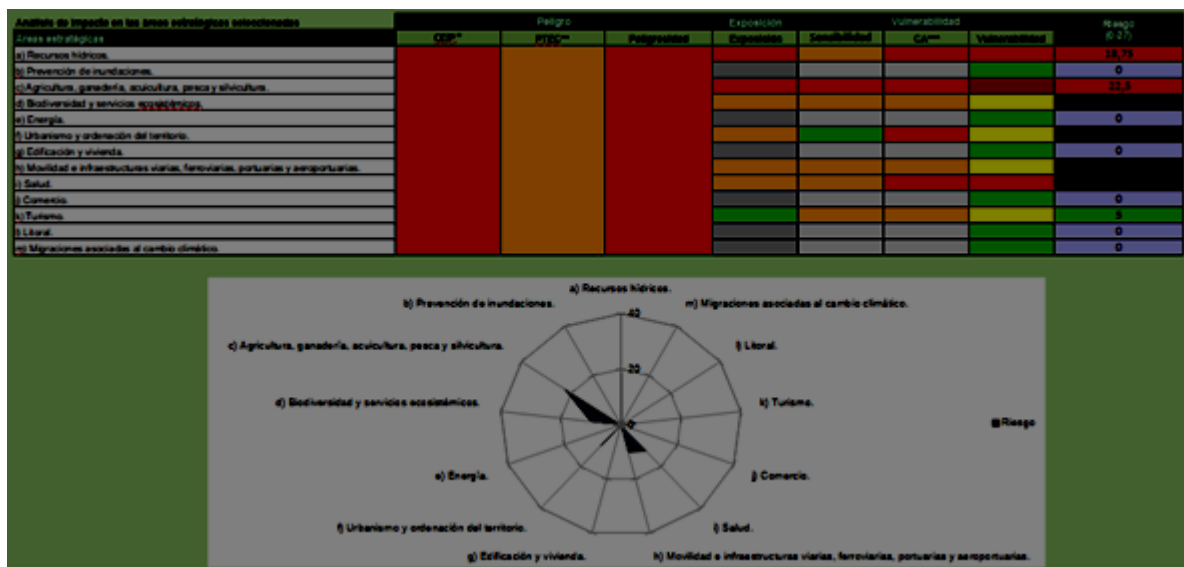 Análisis de impacto en las áreas estratégicas seleccionadas Peligro Exposición Vulnerabilidad Riesgo
Áreas estratégicas Peligrosidad Exposición Sensibilidad CA*** Vulnerabilidad (0-27)
a) Recursos hídricos. 18,75
b) Prevención de inundaciones. 0
c) Agricultura, ganadería, acuicultura, pesca y silvicultura. 22,5
d) Biodiversidad y servicios ecosistémicos.
e) Energía. 0
f) Urbanismo y ordenación del territorio.
g) Edificación y vivienda. 0
h) Movilidad e infraestructuras viarias, ferroviarias, portuarias y aeroportuarias.
i) Salud.
j) Comercio. 0
k) Turismo. 5
l) Litoral. 0
m) Migraciones asociadas al cambio climático. 0
a) Recursos hídricos.
b) Prevención de inundaciones. m) Migraciones asociadas al cambio climático.
40
c) Agricultura, ganadería, acuicultura, pesca y silvicultura. l) Litoral.
20
d) Biodiversidad y servicios ecosistémicos. k) Turismo.
0 Riesgo
e) Energía. j) Comercio.
f) Urbanismo y ordenación del territorio. i) Salud.
g) Edificación y vivienda. h) Movilidad e infraestructuras viarias, ferroviarias, portuarias y aeroportuarias.